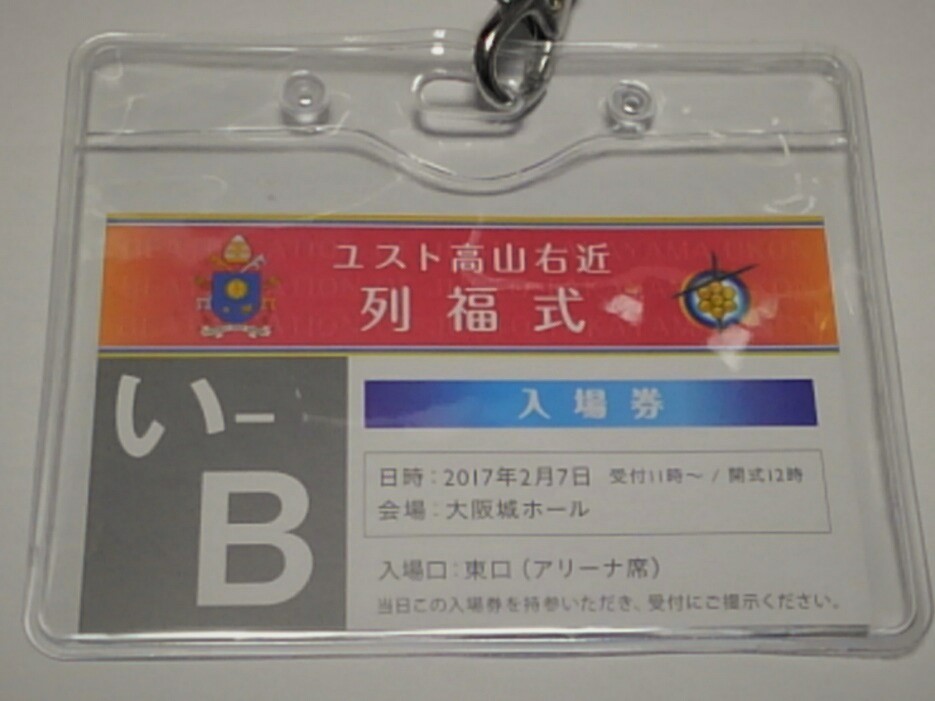 ユスト高山右近
列福式
い-
B
入場券
日時：2017年2月7日 受付11時～ / 開式12時
会場：大阪城ホール
入場口：東口（アリーナ席）
当日この入場券を持参いただき、受付にご提示ください。